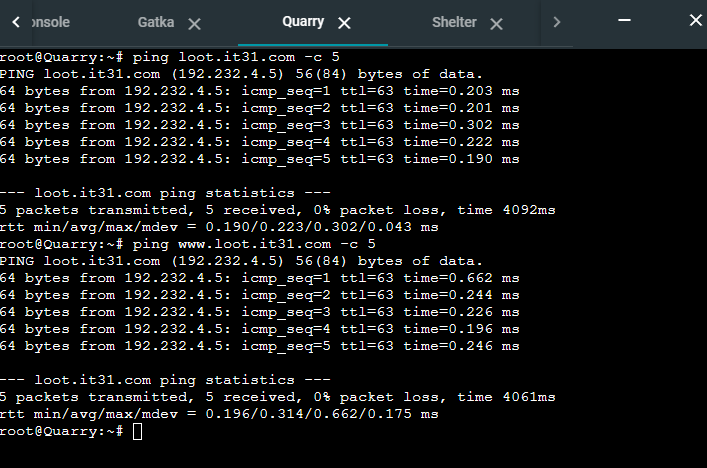 onsole Gatka Quarry Shelter
root@Quarry:~# ping loot.it31.com -c 5
PING loot.it31.com (192.232.4.5) 56(84) bytes of data.
64 bytes from 192.232.4.5: icmp_seq=1 ttl=63 time=0.203 ms
64 bytes from 192.232.4.5: icmp_seq=2 ttl=63 time=0.201 ms
64 bytes from 192.232.4.5: icmp_seq=3 ttl=63 time=0.302 ms
64 bytes from 192.232.4.5: icmp_seq=4 ttl=63 time=0.222 ms
64 bytes from 192.232.4.5: icmp_seq=5 ttl=63 time=0.190 ms
--- loot.it31.com ping statistics ---
5 packets transmitted, 5 received, 0% packet loss, time 4092ms
rtt min/avg/max/mdev = 0.190/0.223/0.302/0.043 ms
root@Quarry:~# ping www.loot.it31.com -c 5
PING loot.it31.com (192.232.4.5) 56(84) bytes of data.
64 bytes from 192.232.4.5: icmp_seq=1 ttl=63 time=0.662 ms
64 bytes from 192.232.4.5: icmp_seq=2 ttl=63 time=0.244 ms
64 bytes from 192.232.4.5: icmp_seq=3 ttl=63 time=0.226 ms
64 bytes from 192.232.4.5: icmp_seq=4 ttl=63 time=0.196 ms
64 bytes from 192.232.4.5: icmp_seq=5 ttl=63 time=0.246 ms
--- loot.it31.com ping statistics ---
5 packets transmitted, 5 received, 0% packet loss, time 4061ms
rtt min/avg/max/mdev = 0.196/0.314/0.662/0.175 ms
root@Quarry:~#